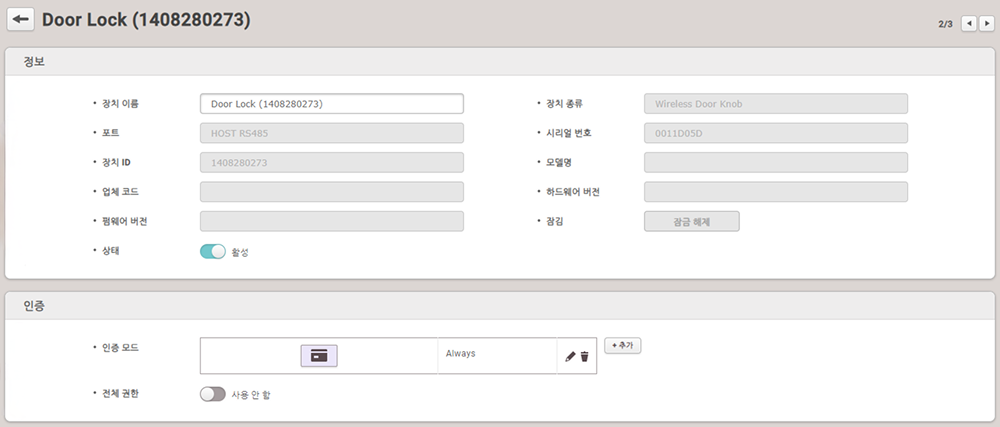 Door Lock (1408280273)
2/3
정보
• 장치 이름 Door Lock (1408280273) • 장치 종류 Wireless Door Knob
• 포트 HOST RS485 • 시리얼 번호 0011D05D
• 장치 ID 1408280273 • 모델명
• 업체 코드 • 하드웨어 버전
• 펌웨어 버전 • 잠김 잠금 해제
• 상태 활성
인증
• 인증 모드 Always + 추가
• 전체 권한 사용 안 함